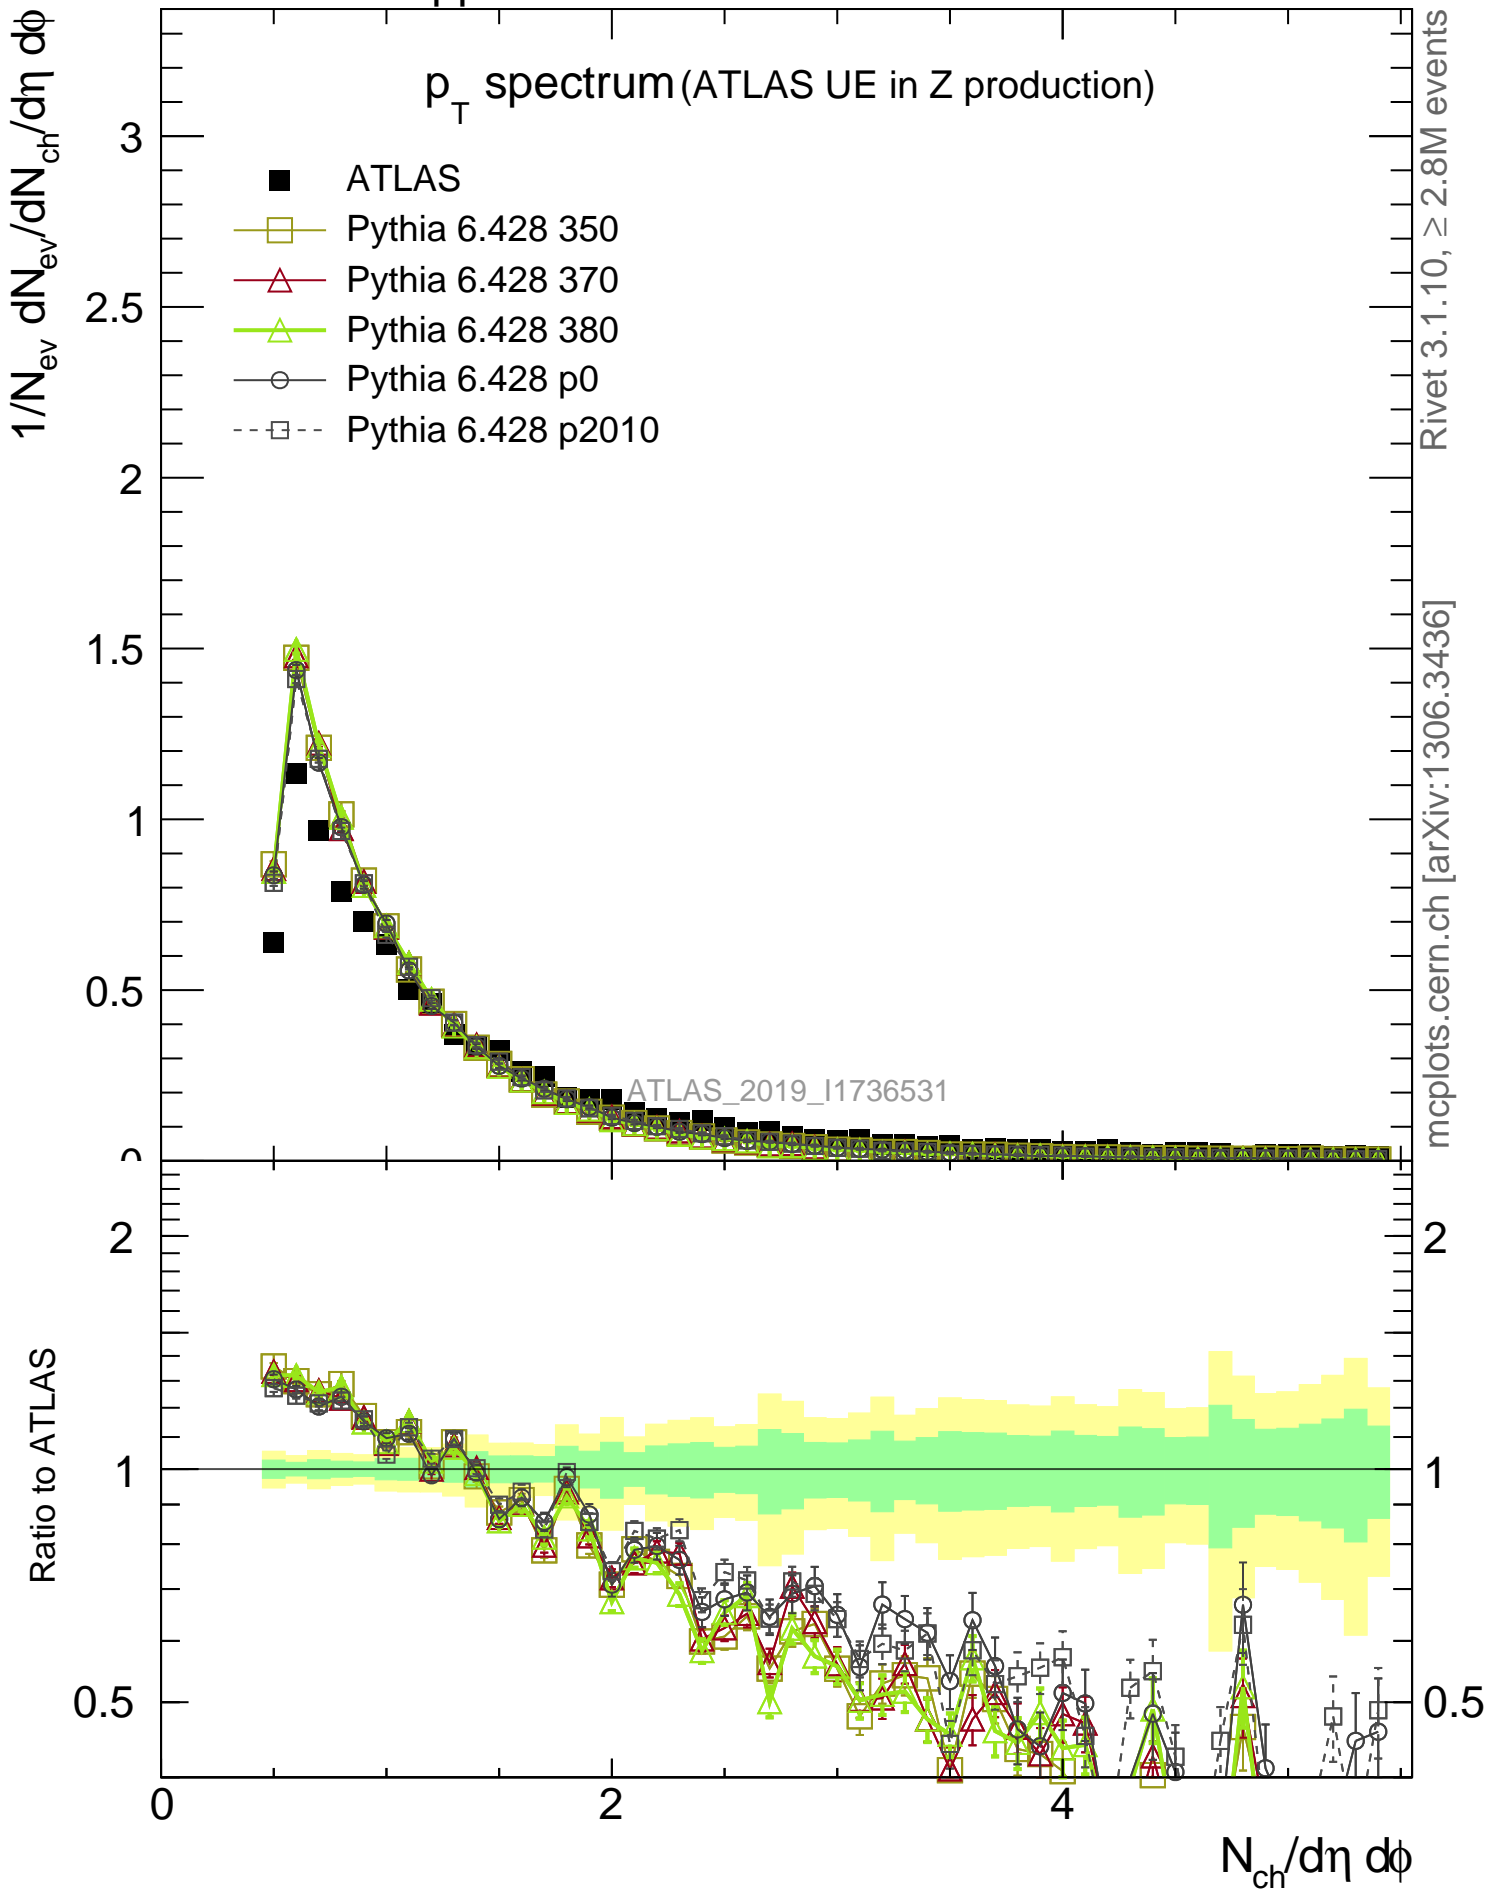 1/N_ev dN_ev/dN_ch/dη dϕ
p_T spectrum (ATLAS UE in Z production)
ATLAS
Pythia 6.428 350
Pythia 6.428 370
Pythia 6.428 380
Pythia 6.428 p0
Pythia 6.428 p2010
3
2.5
2
1.5
1
0.5
0
ATLAS_2019_I1736531
Rivet 3.1.10, ≥ 2.8M events
mcplots.cern.ch [arXiv:1306.3436]
Ratio to ATLAS
2
1
0.5
2
1
0.5
0
2
4
N_ch/dη dϕ